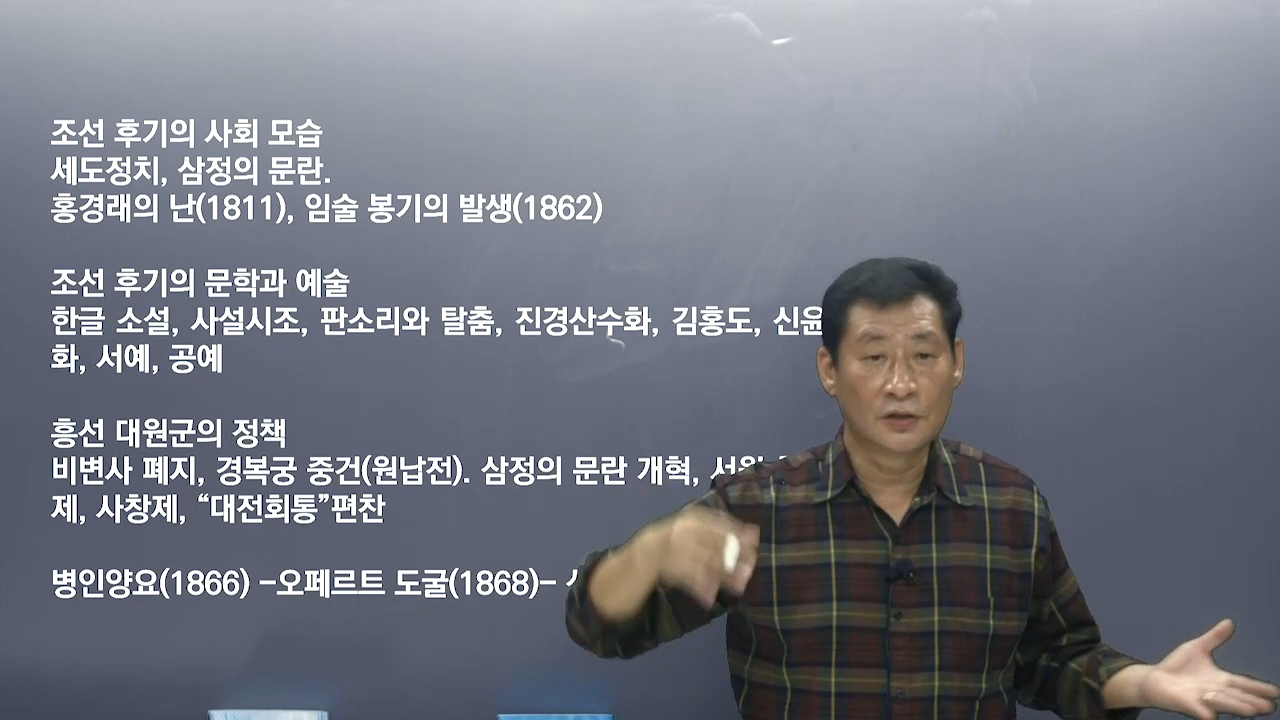 조선 후기의 사회 모습
세도정치, 삼정의 문란.
홍경래의 난(1811), 임술 봉기의 발생(1862)
조선 후기의 문학과 예술
한글 소설, 사설시조, 판소리와 탈춤, 진경산수화, 김홍도,
화, 서예, 공예
흥선 대원군의 정책
비변사 폐지, 경복궁 중건(원납전). 삼정의 문란 개혁,
제, 사창제, “대전회통”편찬
병인양요(1866) -오페르트 도굴(1868)-